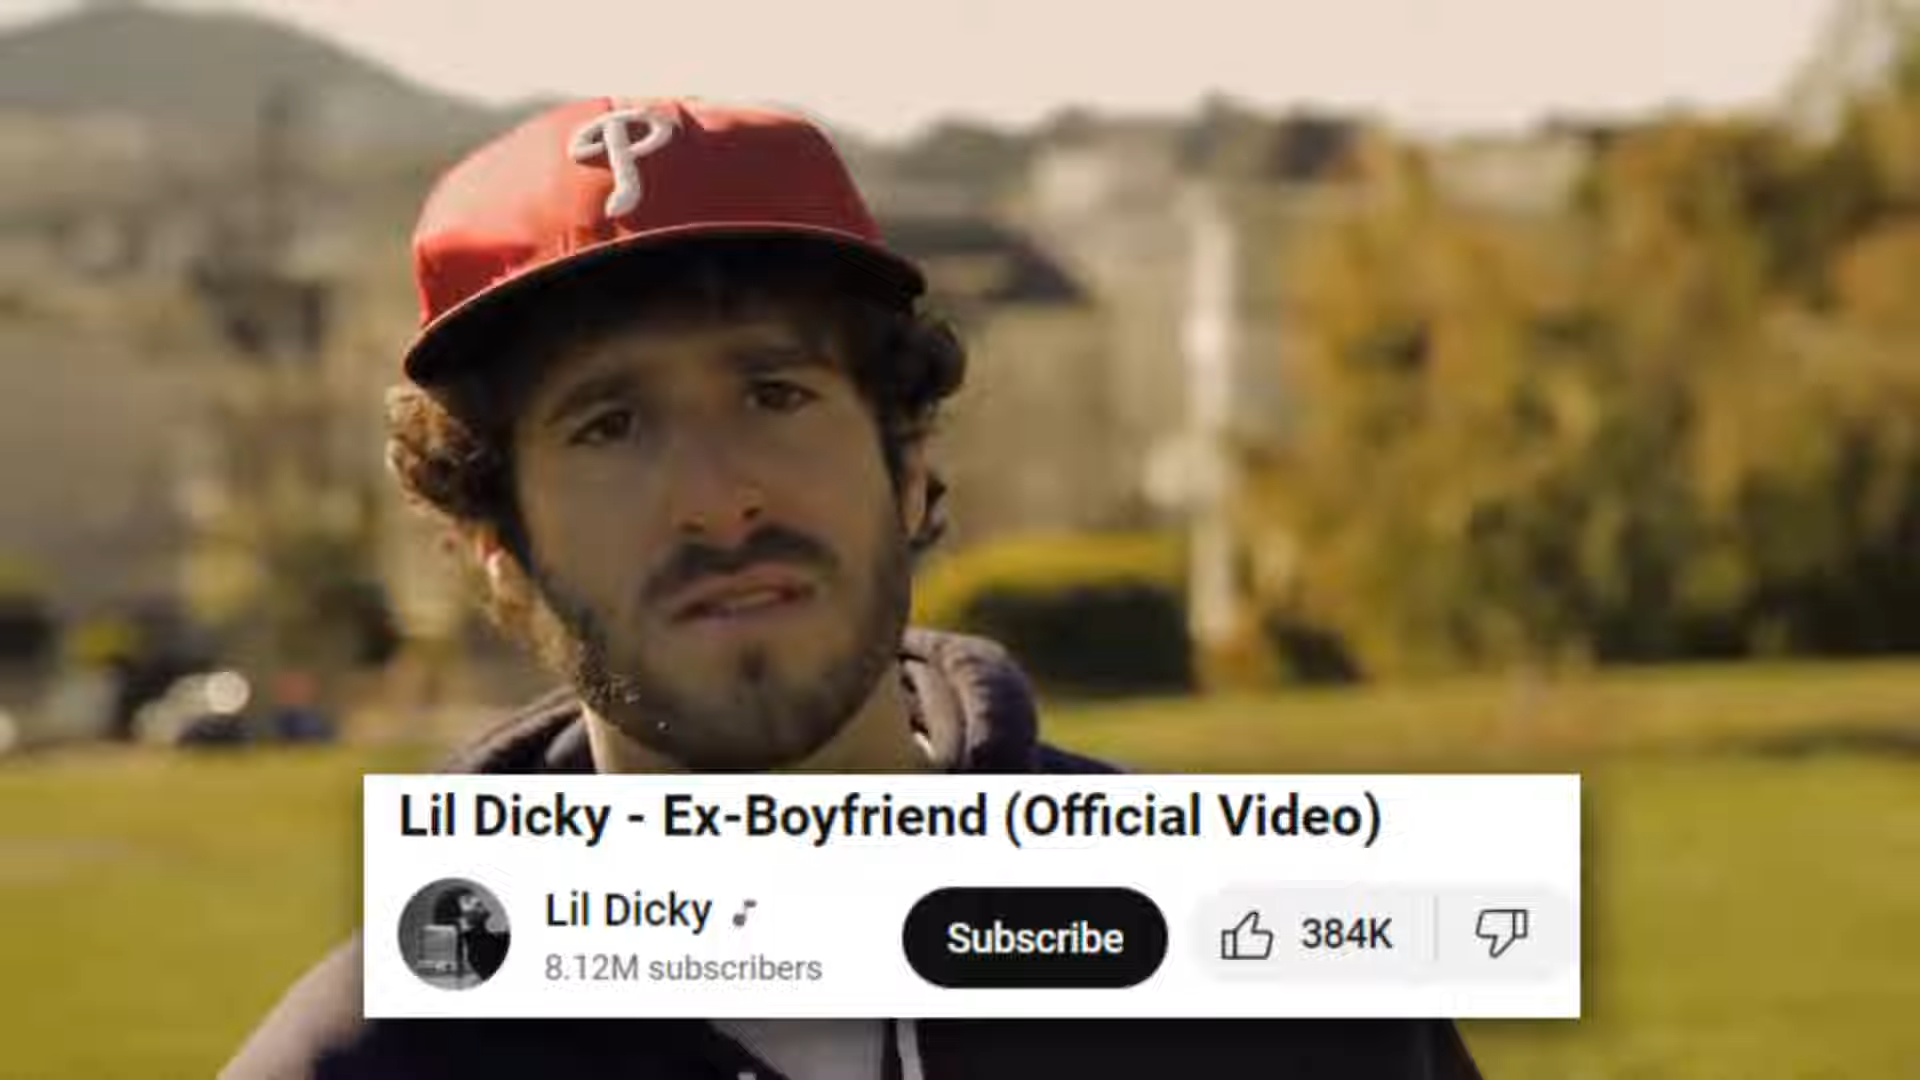 P
Lil Dicky - Ex-Boyfriend (Official Video)
Lil Dicky
8.12M subscribers
Subscribe
384K